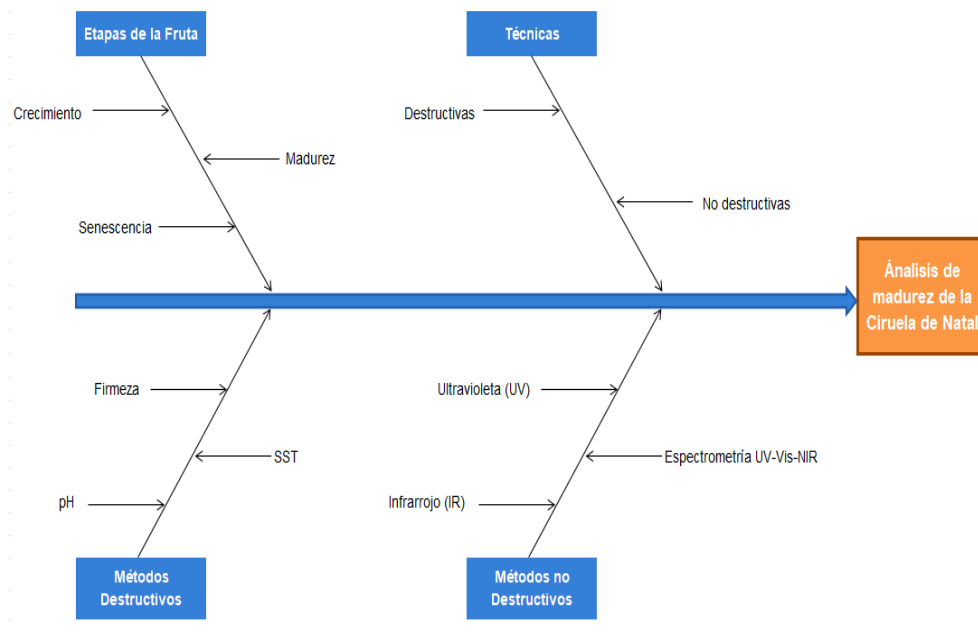 Etapas de la Fruta
Técnicas
Crecimiento
Destructivas
Madurez
No destructivas
Senescencia
Ánalisis de
madurez de la
Ciruela de Natal
Firmeza
Ultravioleta (UV)
SST
Espectrometría UV-Vis-NIR
pH
Infrarrojo (IR)
Métodos
Destructivos
Métodos no
Destructivos